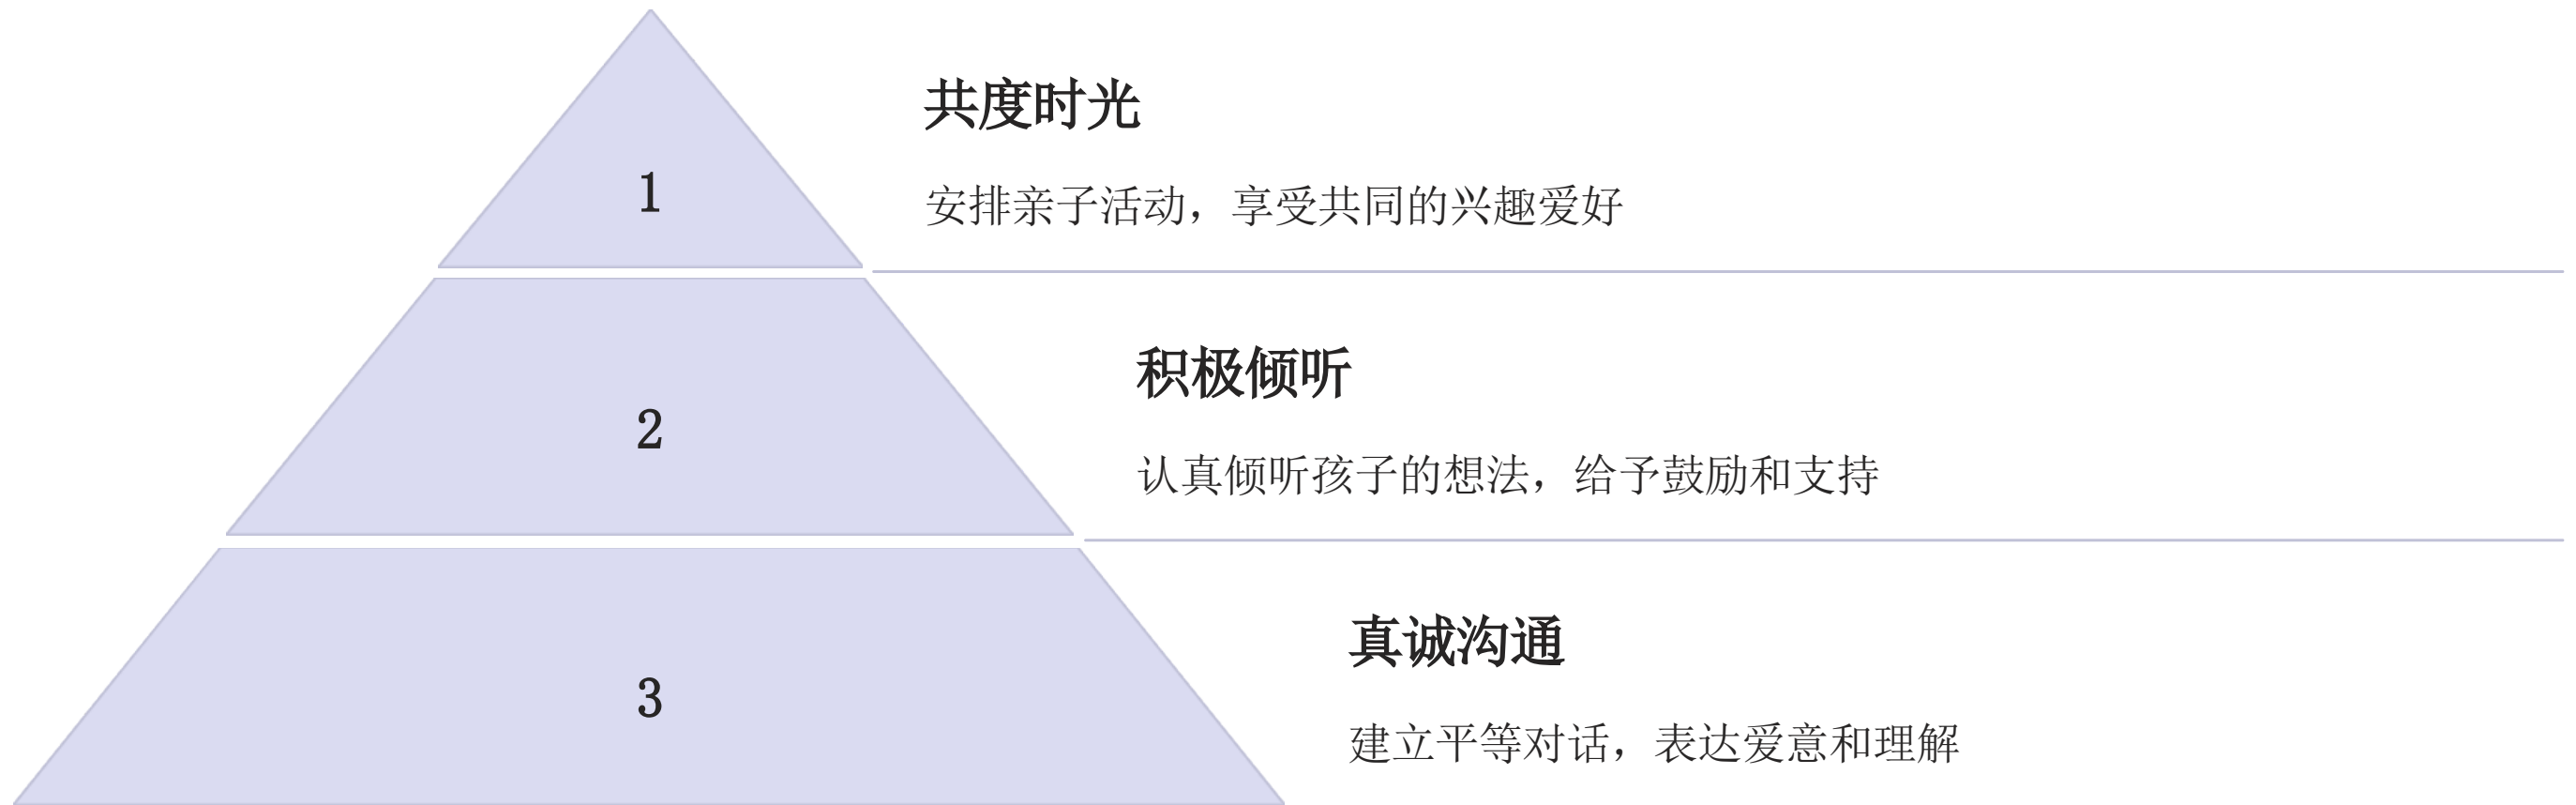 共度时光
1
安排亲子活动，享受共同的兴趣爱好
积极倾听
2
认真倾听孩子的想法，给予鼓励和支持
真诚沟通
3
建立平等对话，表达爱意和理解